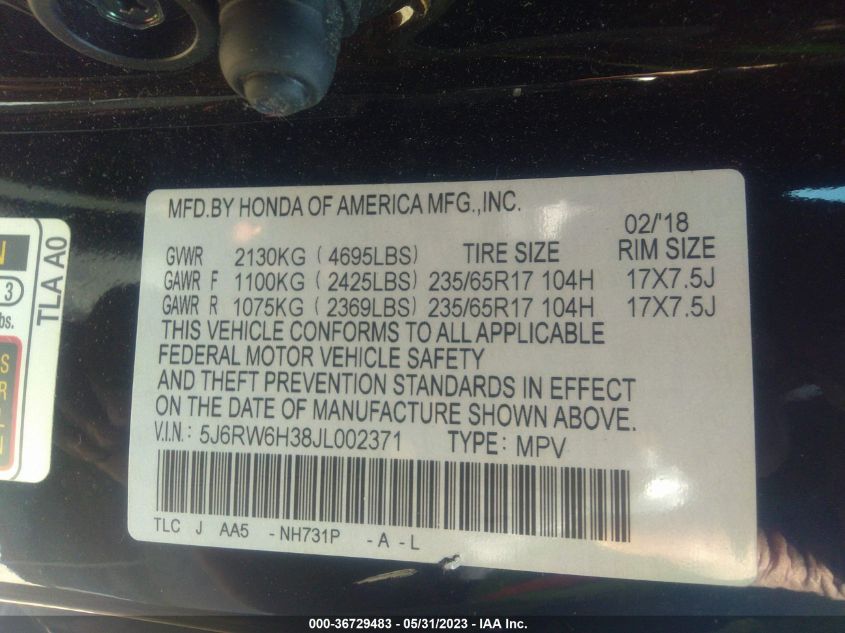 MFD.BY HONDA OF AMERICA MFG.,INC.
02/'18
GVWR 2130KG ( 4695LBS) TIRE SIZE RIM SIZE
GAWR F 1100KG ( 2425LBS) 235/65R17 104H 17X7.5J
GAWR R 1075KG ( 2369LBS) 235/65R17 104H 17X7.5J
THIS VEHICLE CONFORMS TO ALL APPLICABLE
FEDERAL MOTOR VEHICLE SAFETY
AND THEFT PREVENTION STANDARDS IN EFFECT
ON THE DATE OF MANUFACTURE SHOWN ABOVE.
V.I.N.: 5J6RW6H38JL002371 TYPE: MPV
TLC J AA5 - NH731P - A - L
TLA A0
3
000-36729483 - 05/31/2023 - IAA Inc.